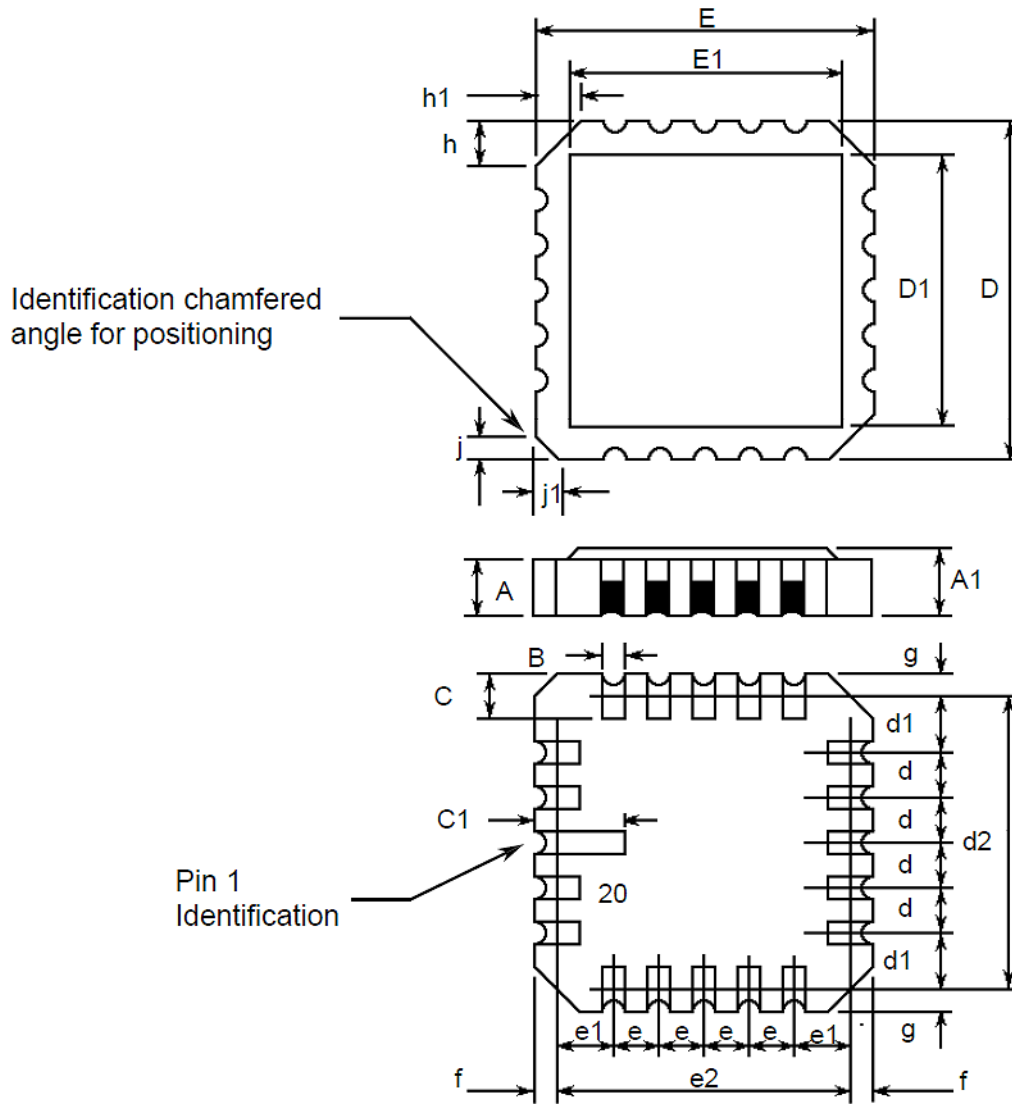 E
E1
h1
h
Identification chamfered
angle for positioning
D1
D
j
j1
A
A1
B
g
C
d1
d
C1
d
d2
Pin 1
Identification
20
d
d
d1
e1 e e e e e1
g
f
e2
f